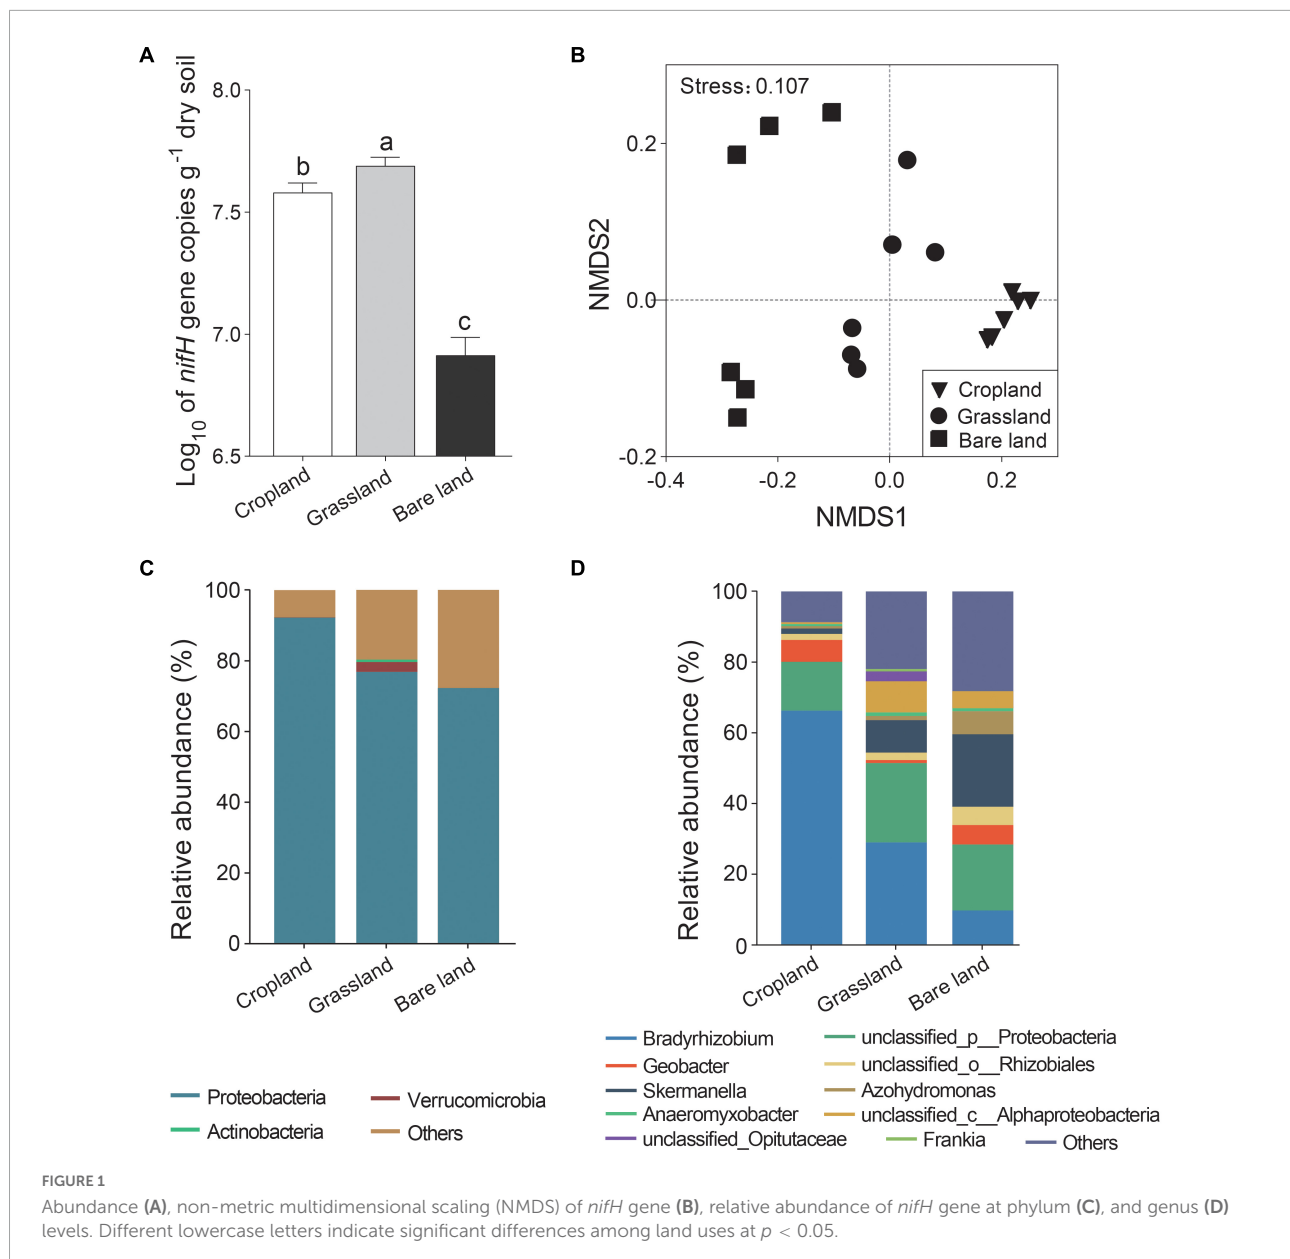 A
Log10 of nifH gene copies g-1 dry soil
8.0
7.5
7.0
6.5
b
a
c
Cropland
Grassland
Bare land
B
Stress: 0.107
NMDS2
0.2
0.0
-0.2
-0.4
-0.2
0.0
0.2
NMDS1
Cropland
Grassland
Bare land
C
Relative abundance (%)
100
80
60
40
20
0
Cropland
Grassland
Bare land
Proteobacteria
Verrucomicrobia
Actinobacteria
Others
D
Relative abundance (%)
100
80
60
40
20
0
Cropland
Grassland
Bare land
Bradyrhizobium
unclassified_p__Proteobacteria
Geobacter
unclassified_o__Rhizobiales
Skermanella
Azohydromonas
Anaeromyxobacter
unclassified_c__Alphaproteobacteria
unclassified_Opitutaceae
Frankia
Others
FIGURE 1
Abundance (A), non-metric multidimensional scaling (NMDS) of nifH gene (B), relative abundance of nifH gene at phylum (C), and genus (D)
levels. Different lowercase letters indicate significant differences among land uses at p < 0.05.